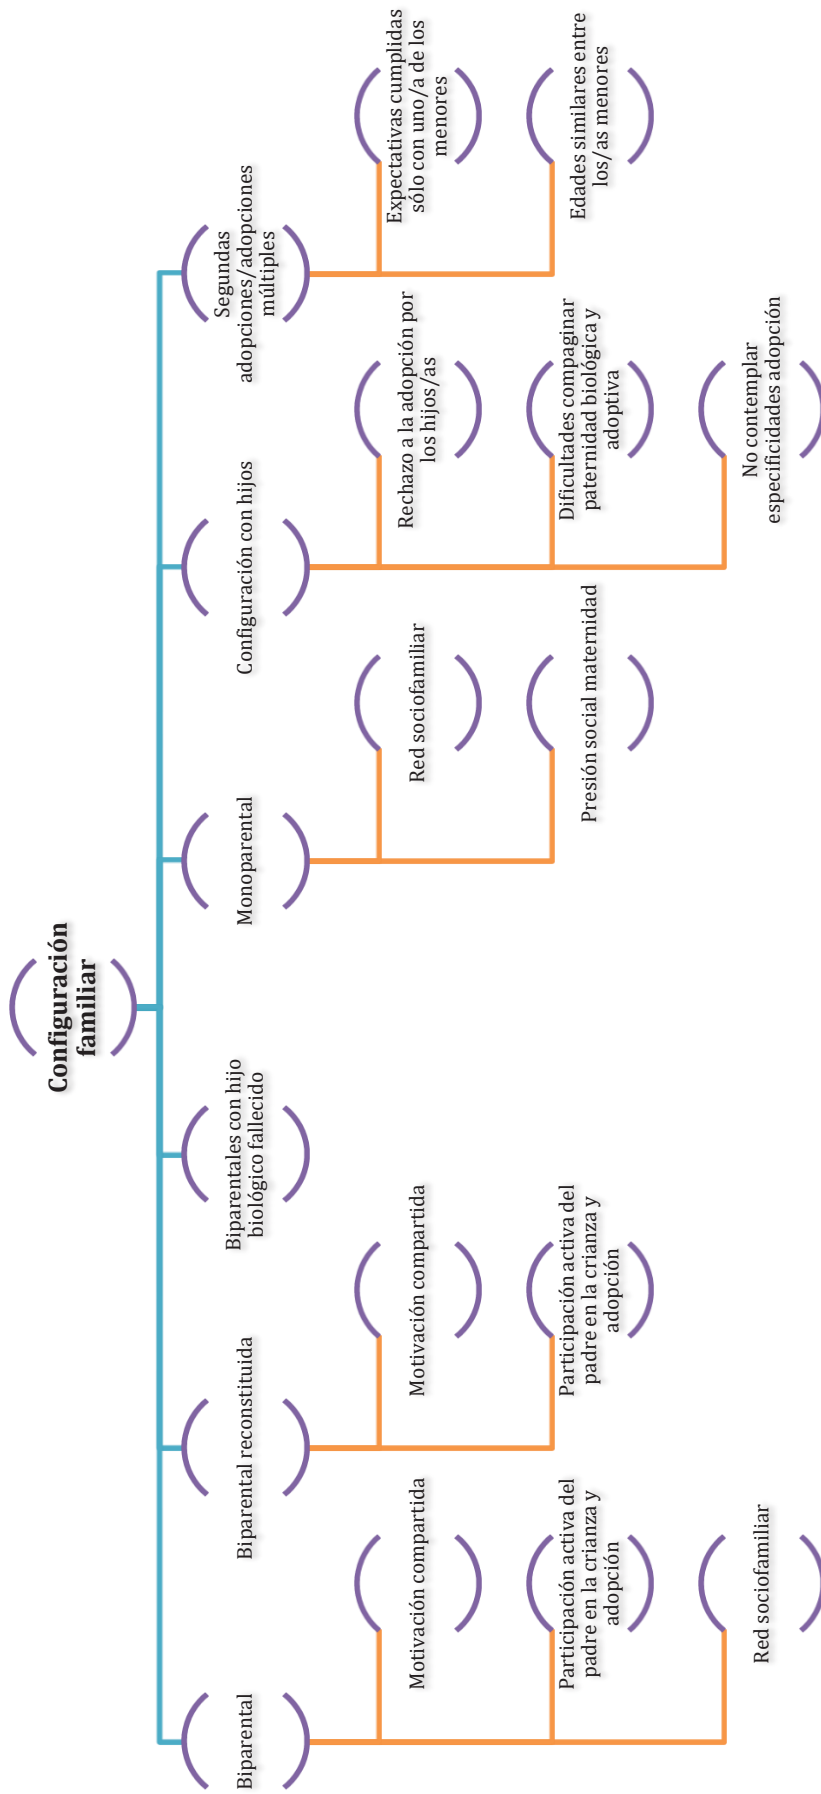 Configuración
familiar
Biparental
Motivación compartida
Participación activa del
padre en la crianza y
adopción
Red sociofamiliar
Biparental reconstituida
Motivación compartida
Participación activa del
padre en la crianza y
adopción
Biparentales con hijo
biológico fallecido
Monoparental
Red sociofamiliar
Presión social maternidad
Configuración con hijos
Rechazo a la adopción por
los hijos/as
Dificultades compaginar
paternidad biológica y
adoptiva
No contemplar
especificidades adopción
Segundas
adopciones/adopciones
múltiples
Expectativas cumplidas
sólo con uno/a de los
menores
Edades similares entre
los/as menores